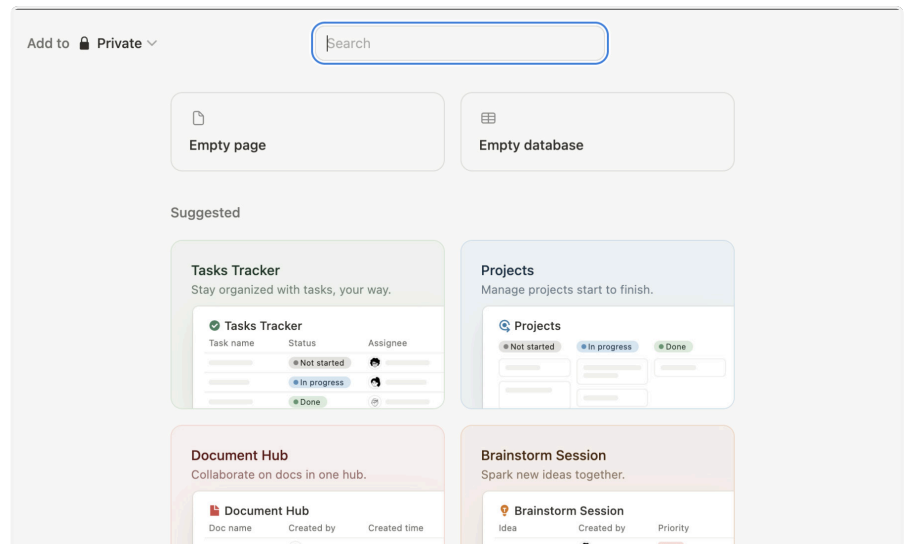 Add to Private
Search
Empty page
Empty database
Suggested
Tasks Tracker
Stay organized with tasks, your way.
Tasks Tracker
Task name Status Assignee
Not started
In progress
Done
Projects
Manage projects start to finish.
Projects
Not started In progress Done
Document Hub
Collaborate on docs in one hub.
Document Hub
Doc name Created by Created time
Brainstorm Session
Spark new ideas together.
Brainstorm Session
Idea Created by Priority